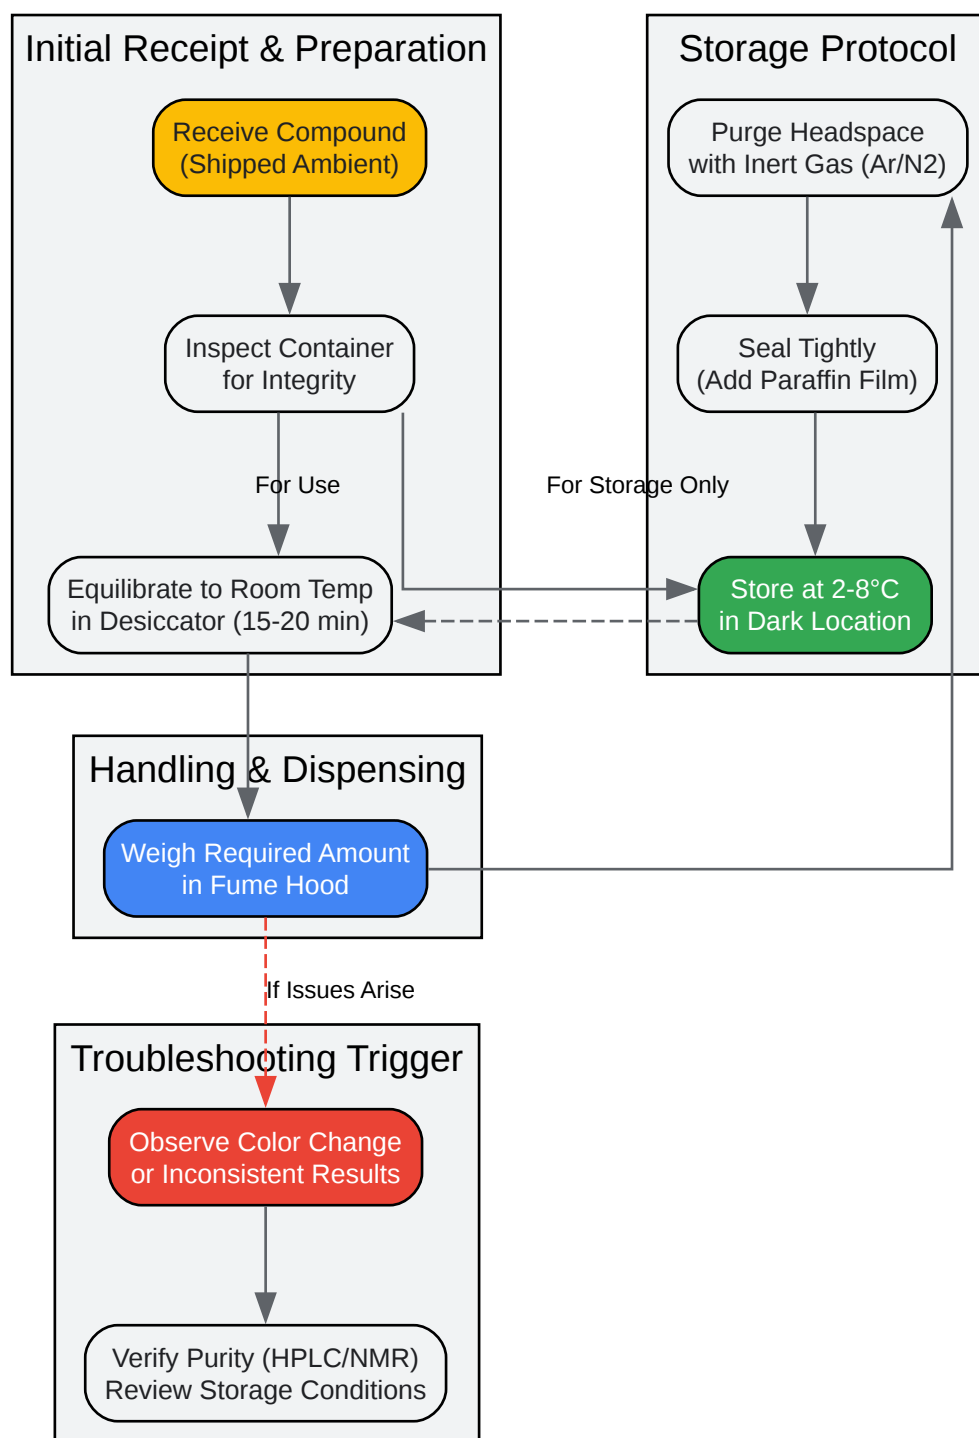 Initial Receipt & Preparation
Receive Compound
(Shipped Ambient)
Inspect Container
for Integrity
For Use
Equilibrate to Room Temp
in Desiccator (15-20 min)
Storage Protocol
Purge Headspace
with Inert Gas (Ar/N2)
Seal Tightly
(Add Paraffin Film)
For Storage Only
Store at 2-8°C
in Dark Location
Handling & Dispensing
Weigh Required Amount
in Fume Hood
If Issues Arise
Troubleshooting Trigger
Observe Color Change
or Inconsistent Results
Verify Purity (HPLC/NMR)
Review Storage Conditions